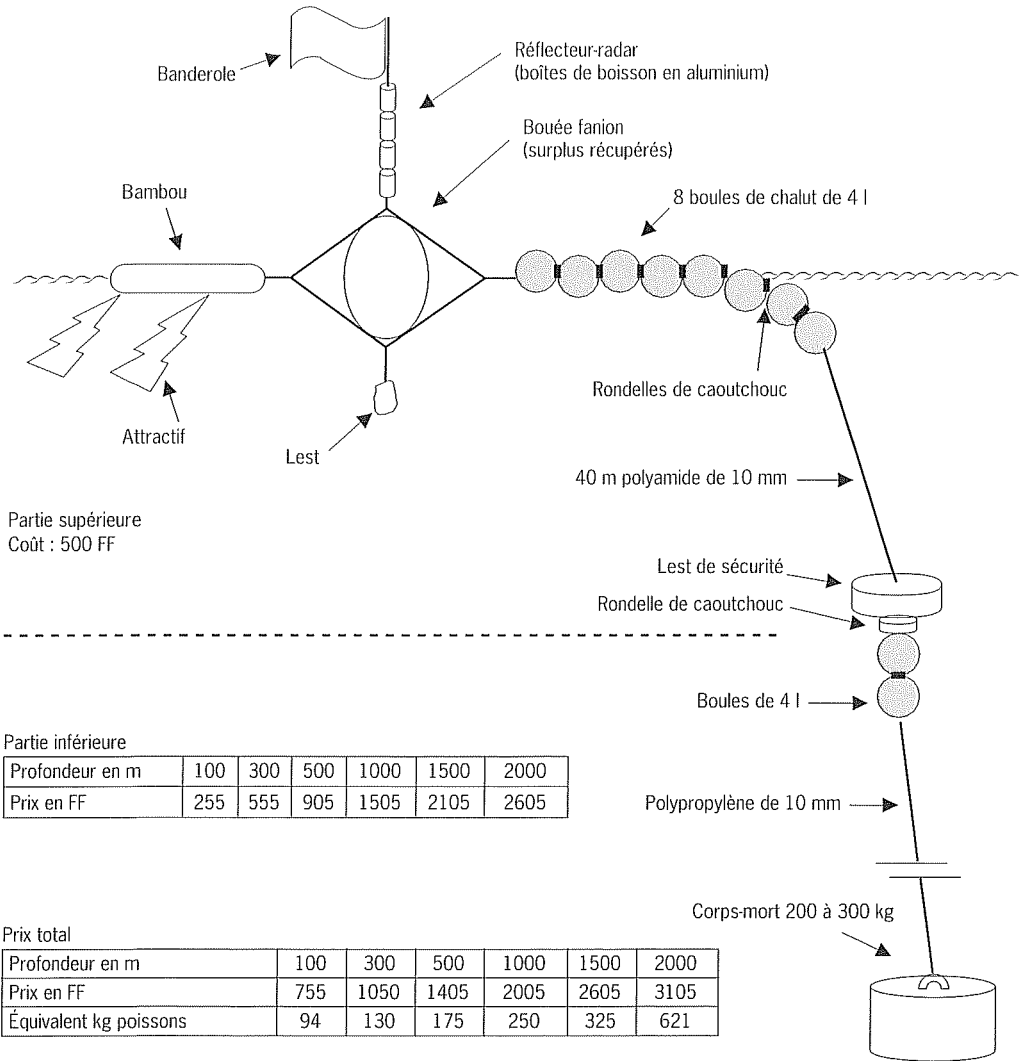 Banderole
Réflecteur-radar
(boîtes de boisson en aluminium)
Bouée fanion
(surplus récupérés)
Bambou
8 boules de chalut de 4 l
Rondelles de caoutchouc
Attractif
Lest
40 m polyamide de 10 mm
Partie supérieure
Coût : 500 FF
Lest de sécurité
Rondelle de caoutchouc
Boules de 4 l
Partie inférieure
Profondeur en m 100 300 500 1000 1500 2000
Prix en FF 255 555 905 1505 2105 2605
Polypropylène de 10 mm
Corps-mort 200 à 300 kg
Prix total
Profondeur en m 100 300 500 1000 1500 2000
Prix en FF 755 1050 1405 2005 2605 3105
Équivalent kg poissons 94 130 175 250 325 621